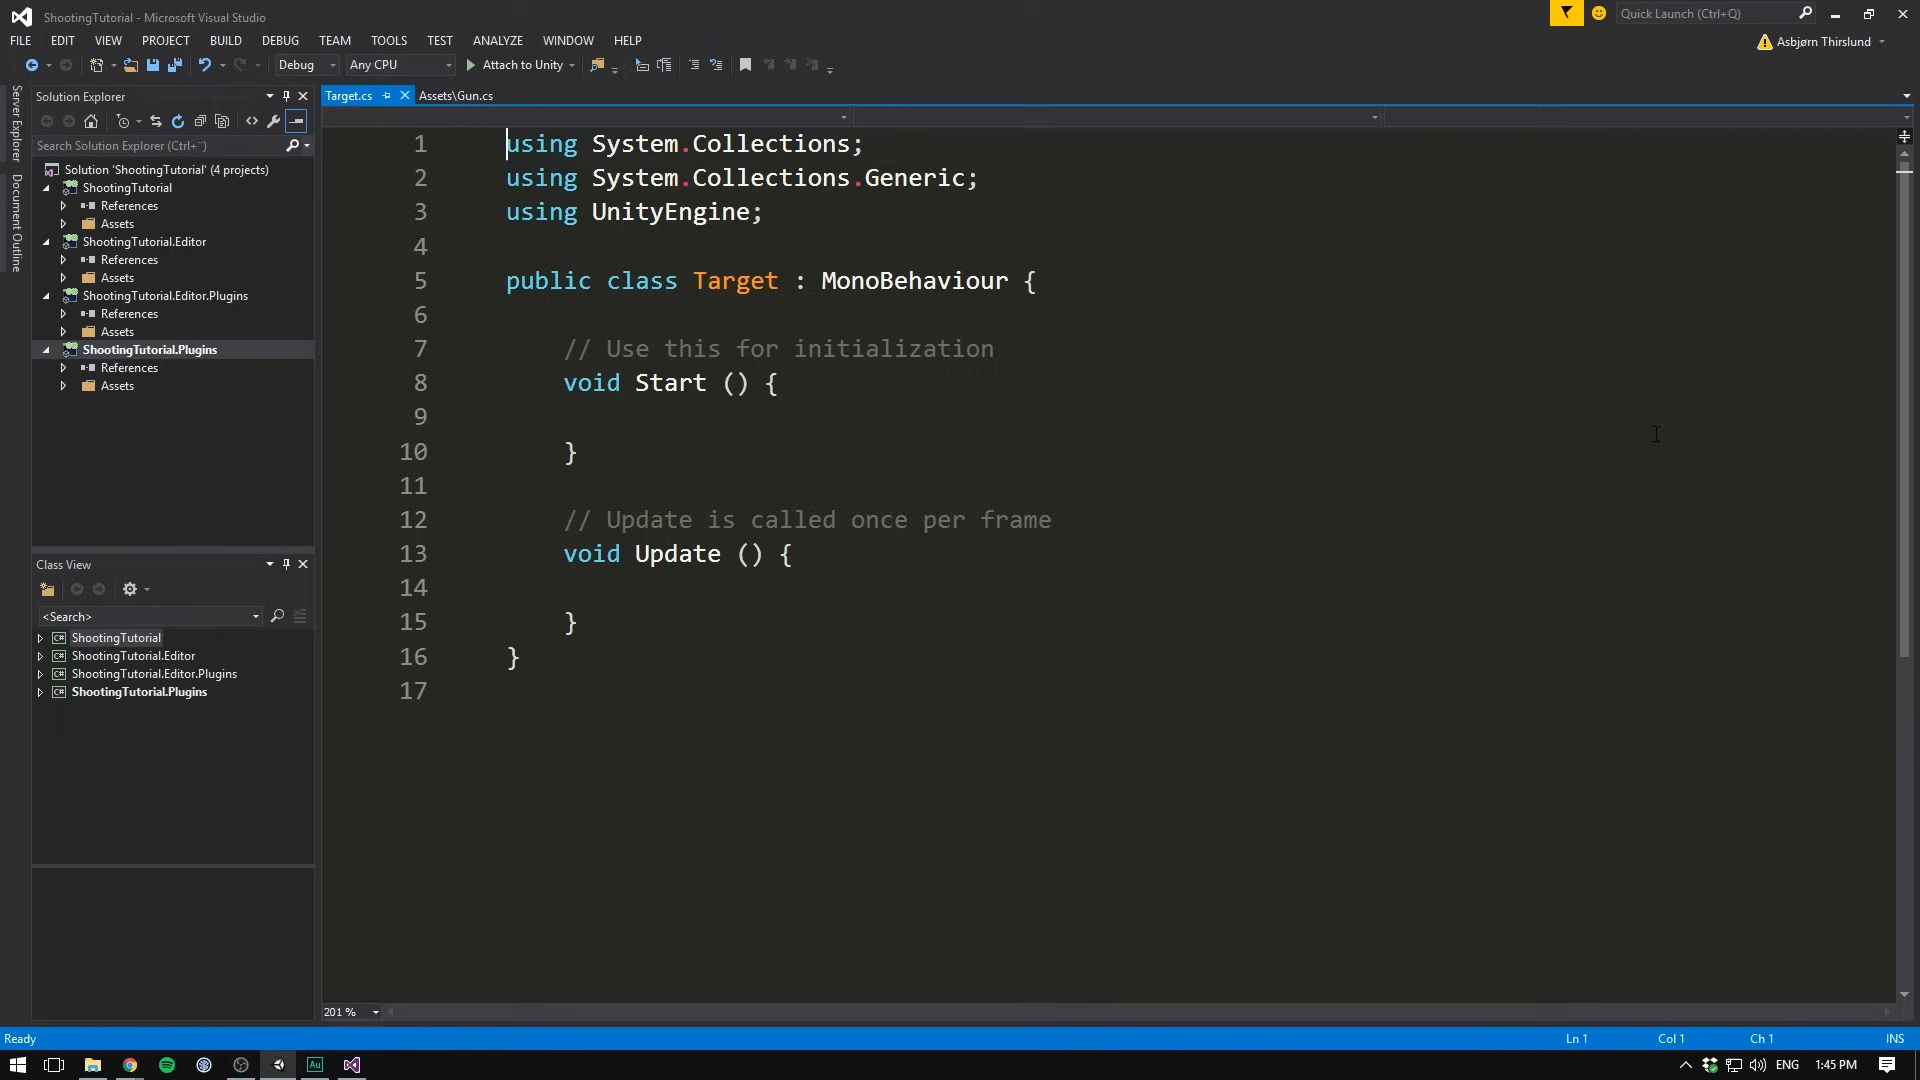 ShootingTutorial - Microsoft Visual Studio
Quick Launch (Ctrl+Q)
FILE EDIT VIEW PROJECT BUILD DEBUG TEAM TOOLS TEST ANALYZE WINDOW HELP
Asbjørn Thirslund
Debug Any CPU Attach to Unity
Server Explorer
Document Outline
Solution Explorer
Search Solution Explorer (Ctrl+¨)
Solution 'ShootingTutorial' (4 projects)
ShootingTutorial
References
Assets
ShootingTutorial.Editor
References
Assets
ShootingTutorial.Editor.Plugins
References
Assets
ShootingTutorial.Plugins
References
Assets
Class View
<Search>
C# ShootingTutorial
C# ShootingTutorial.Editor
C# ShootingTutorial.Editor.Plugins
C# ShootingTutorial.Plugins
Target.cs Assets\Gun.cs
1 using System.Collections;
2 using System.Collections.Generic;
3 using UnityEngine;
4
5 public class Target : MonoBehaviour {
6
7 // Use this for initialization
8 void Start () {
9
10 }
11
12 // Update is called once per frame
13 void Update () {
14
15 }
16 }
17
201 %
Ready Ln 1 Col 1 Ch 1 INS
Au
ENG 1:45 PM